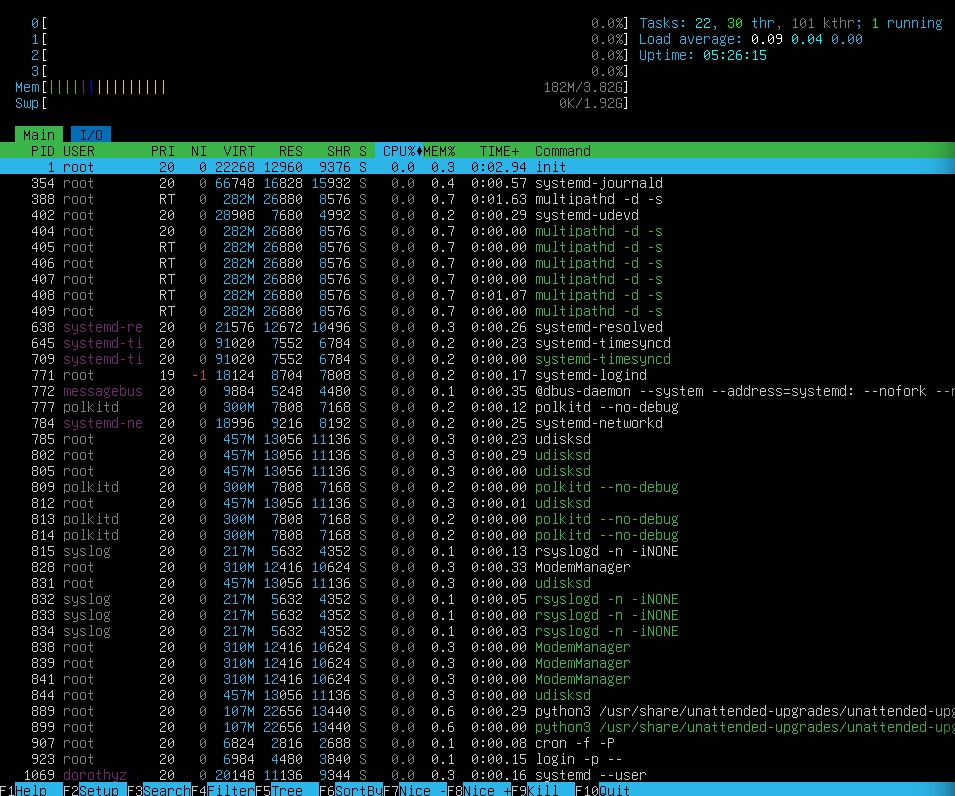 0[ 0.0%] Tasks: 22, 30 thr, 101 kthr; 1 running
1[ 0.0%] Load average: 0.09 0.04 0.00
2[ 0.0%] Uptime: 05:26:15
3[ 0.0%]
Mem[||||||||||||||| 182M/3.82G]
Swp[ 0K/1.92G]
Main I/O
PID USER PRI NI VIRT RES SHR S CPU%♦MEM% TIME+ Command
1 root 20 0 22268 12960 9376 S 0.0 0.3 0:02.94 init
354 root 20 0 66748 16828 15932 S 0.0 0.4 0:00.57 systemd-journald
388 root RT 0 282M 26880 8576 S 0.0 0.7 0:01.63 multipathd -d -s
402 root 20 0 28908 7680 4992 S 0.0 0.2 0:00.29 systemd-udevd
404 root 20 0 282M 26880 8576 S 0.0 0.7 0:00.00 multipathd -d -s
405 root RT 0 282M 26880 8576 S 0.0 0.7 0:00.00 multipathd -d -s
406 root RT 0 282M 26880 8576 S 0.0 0.7 0:00.00 multipathd -d -s
407 root RT 0 282M 26880 8576 S 0.0 0.7 0:00.00 multipathd -d -s
408 root RT 0 282M 26880 8576 S 0.0 0.7 0:01.07 multipathd -d -s
409 root RT 0 282M 26880 8576 S 0.0 0.7 0:00.00 multipathd -d -s
638 systemd-re 20 0 21576 12672 10496 S 0.0 0.3 0:00.26 systemd-resolved
645 systemd-ti 20 0 91020 7552 6784 S 0.0 0.2 0:00.23 systemd-timesyncd
709 systemd-ti 20 0 91020 7552 6784 S 0.0 0.2 0:00.00 systemd-timesyncd
771 root 19 -1 18124 8704 7808 S 0.0 0.2 0:00.17 systemd-logind
772 messagebus 20 0 9884 5248 4480 S 0.0 0.1 0:00.35 @dbus-daemon --system --address=systemd: --nofork --n
777 polkitd 20 0 300M 7808 7168 S 0.0 0.2 0:00.12 polkitd --no-debug
784 systemd-ne 20 0 18996 9216 8192 S 0.0 0.2 0:00.25 systemd-networkd
785 root 20 0 457M 13056 11136 S 0.0 0.3 0:00.23 udisksd
802 root 20 0 457M 13056 11136 S 0.0 0.3 0:00.29 udisksd
805 root 20 0 457M 13056 11136 S 0.0 0.3 0:00.00 udisksd
809 polkitd 20 0 300M 7808 7168 S 0.0 0.2 0:00.00 polkitd --no-debug
812 root 20 0 457M 13056 11136 S 0.0 0.3 0:00.01 udisksd
813 polkitd 20 0 300M 7808 7168 S 0.0 0.2 0:00.00 polkitd --no-debug
814 polkitd 20 0 300M 7808 7168 S 0.0 0.2 0:00.00 polkitd --no-debug
815 syslog 20 0 217M 5632 4352 S 0.0 0.1 0:00.13 rsyslogd -n -iNONE
828 root 20 0 310M 12416 10624 S 0.0 0.3 0:00.33 ModemManager
831 root 20 0 457M 13056 11136 S 0.0 0.3 0:00.00 udisksd
832 syslog 20 0 217M 5632 4352 S 0.0 0.1 0:00.05 rsyslogd -n -iNONE
833 syslog 20 0 217M 5632 4352 S 0.0 0.1 0:00.00 rsyslogd -n -iNONE
834 syslog 20 0 217M 5632 4352 S 0.0 0.1 0:00.03 rsyslogd -n -iNONE
838 root 20 0 310M 12416 10624 S 0.0 0.3 0:00.00 ModemManager
839 root 20 0 310M 12416 10624 S 0.0 0.3 0:00.00 ModemManager
841 root 20 0 310M 12416 10624 S 0.0 0.3 0:00.00 ModemManager
844 root 20 0 457M 13056 11136 S 0.0 0.3 0:00.00 udisksd
889 root 20 0 107M 22656 13440 S 0.0 0.6 0:00.29 python3 /usr/share/unattended-upgrades/unattended-upg
899 root 20 0 107M 22656 13440 S 0.0 0.6 0:00.00 python3 /usr/share/unattended-upgrades/unattended-upg
907 root 20 0 6824 2816 2688 S 0.0 0.1 0:00.08 cron -f -P
923 root 20 0 6984 4480 3840 S 0.0 0.1 0:00.15 login -p --
1069 dorothyz 20 0 20148 11136 9344 S 0.0 0.3 0:00.16 systemd --user
F1Help F2Setup F3SearchF4FilterF5Tree F6SortByF7Nice -F8Nice +F9Kill F10Quit